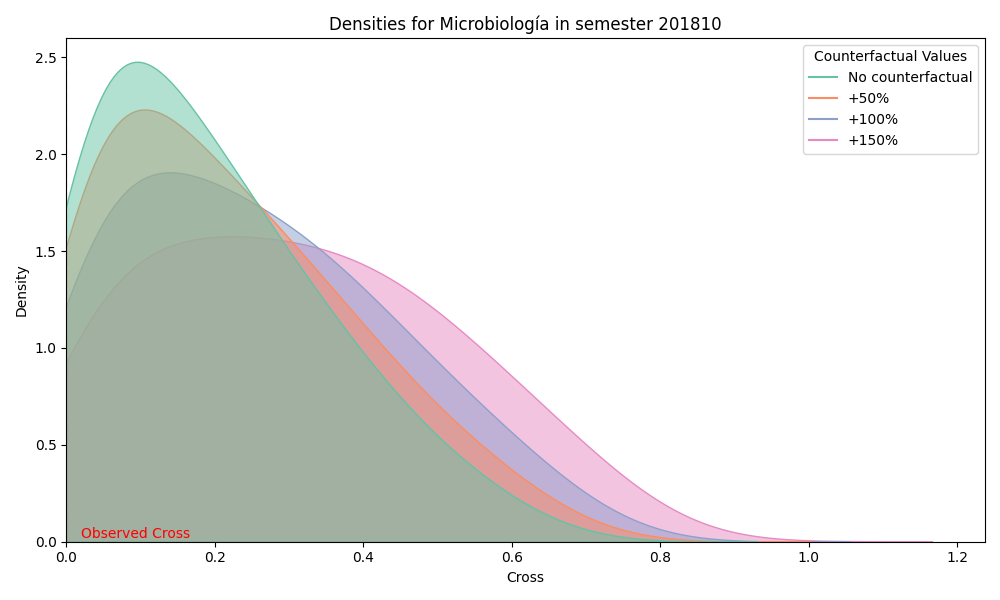 Densities for Microbiología in semester 201810
Counterfactual Values
No counterfactual
+50%
+100%
+150%
2.5
2.0
1.5
1.0
0.5
0.0
Density
Observed Cross
0.0 0.2 0.4 0.6 0.8 1.0 1.2
Cross